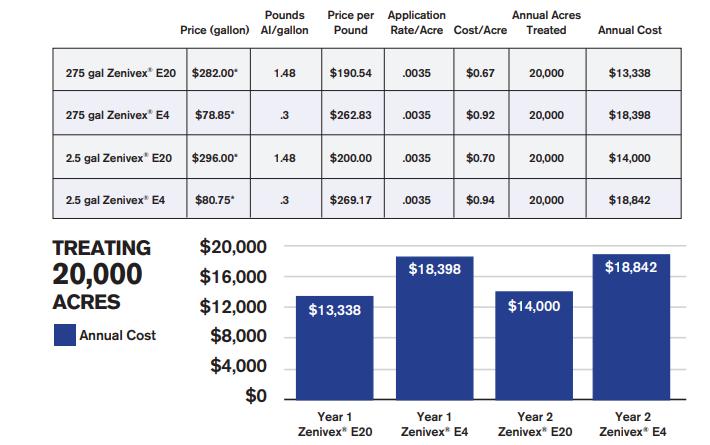 Pounds Price per Application Annual Acres
Price (gallon) AI/gallon Pound Rate/Acre Cost/Acre Treated Annual Cost
275 gal Zenivex® E20 $282.00* 1.48 $190.54 .0035 $0.67 20,000 $13,338
275 gal Zenivex® E4 $78.85* .3 $262.83 .0035 $0.92 20,000 $18,398
2.5 gal Zenivex® E20 $296.00* 1.48 $200.00 .0035 $0.70 20,000 $14,000
2.5 gal Zenivex® E4 $80.75* .3 $269.17 .0035 $0.94 20,000 $18,842
TREATING
20,000
ACRES
Annual Cost
$20,000
$16,000
$12,000
$8,000
$4,000
$0
$13,338
$18,398
$14,000
$18,842
Year 1 Year 1 Year 2 Year 2
Zenivex® E20 Zenivex® E4 Zenivex® E20 Zenivex® E4